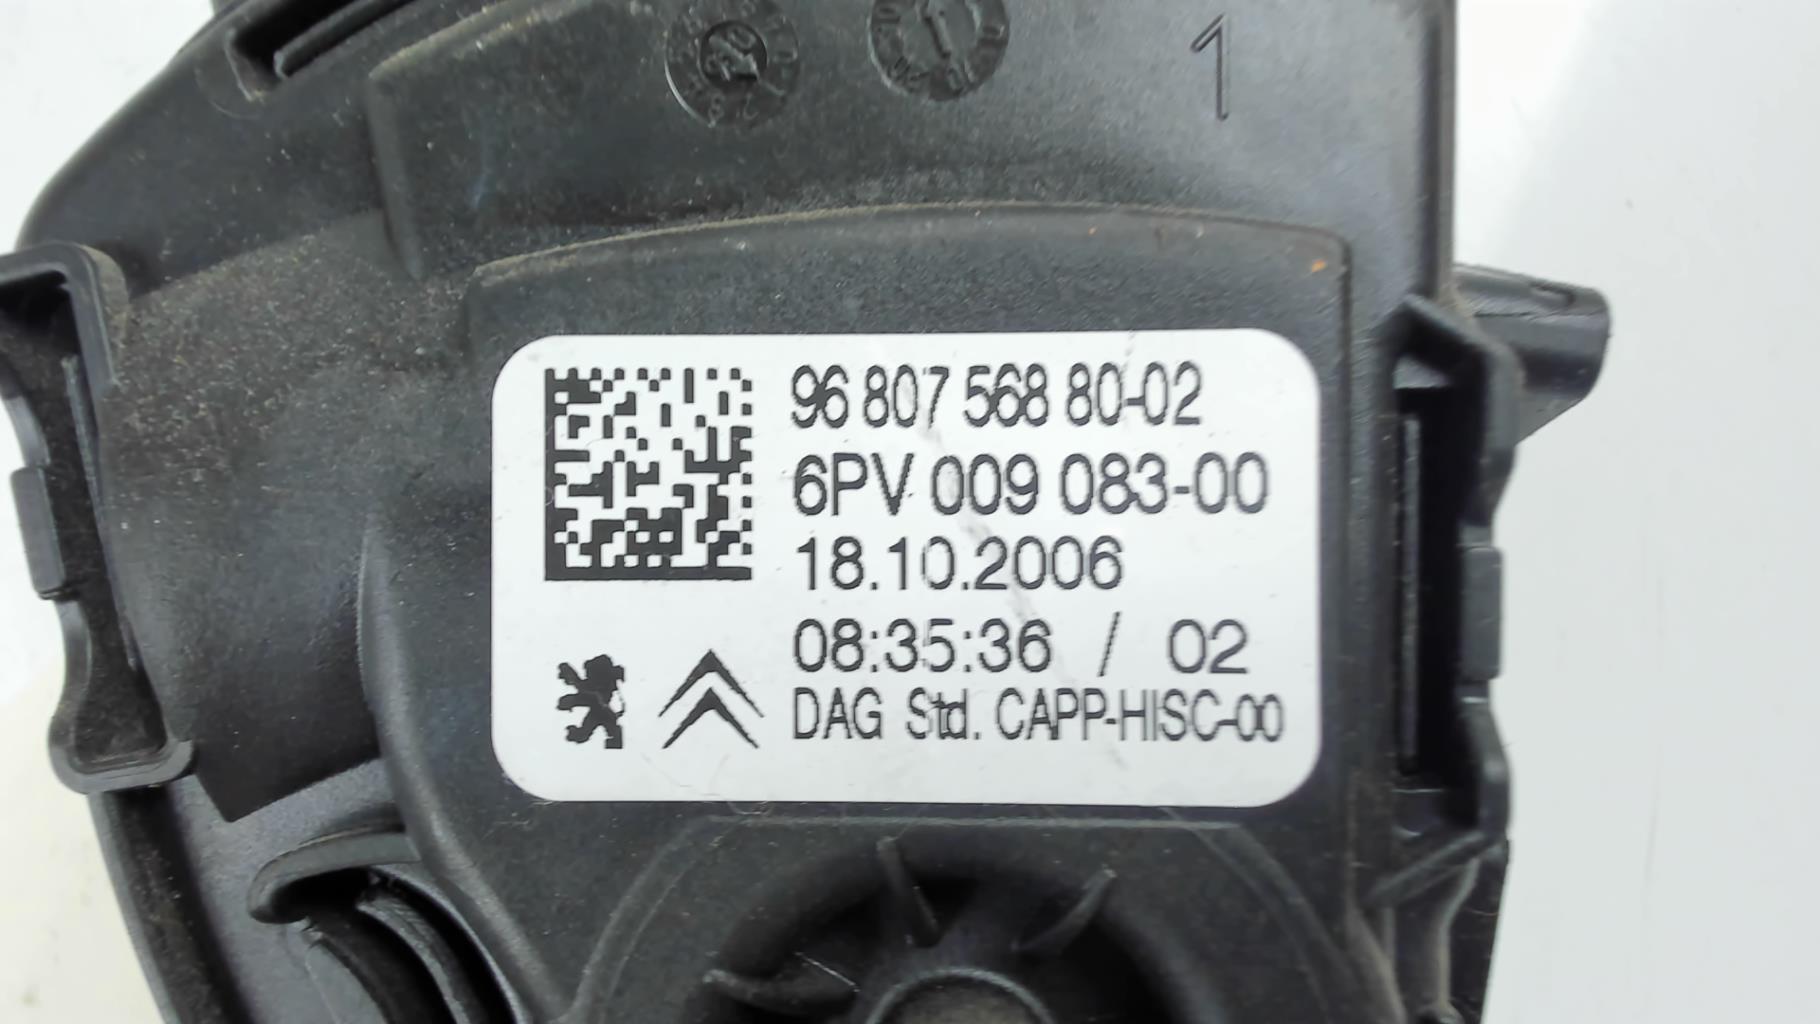 1
96 807 568 80-02
6PV 009 083-00
18.10.2006
08:35:36 / 02
DAG Std. CAPP-HISC-00